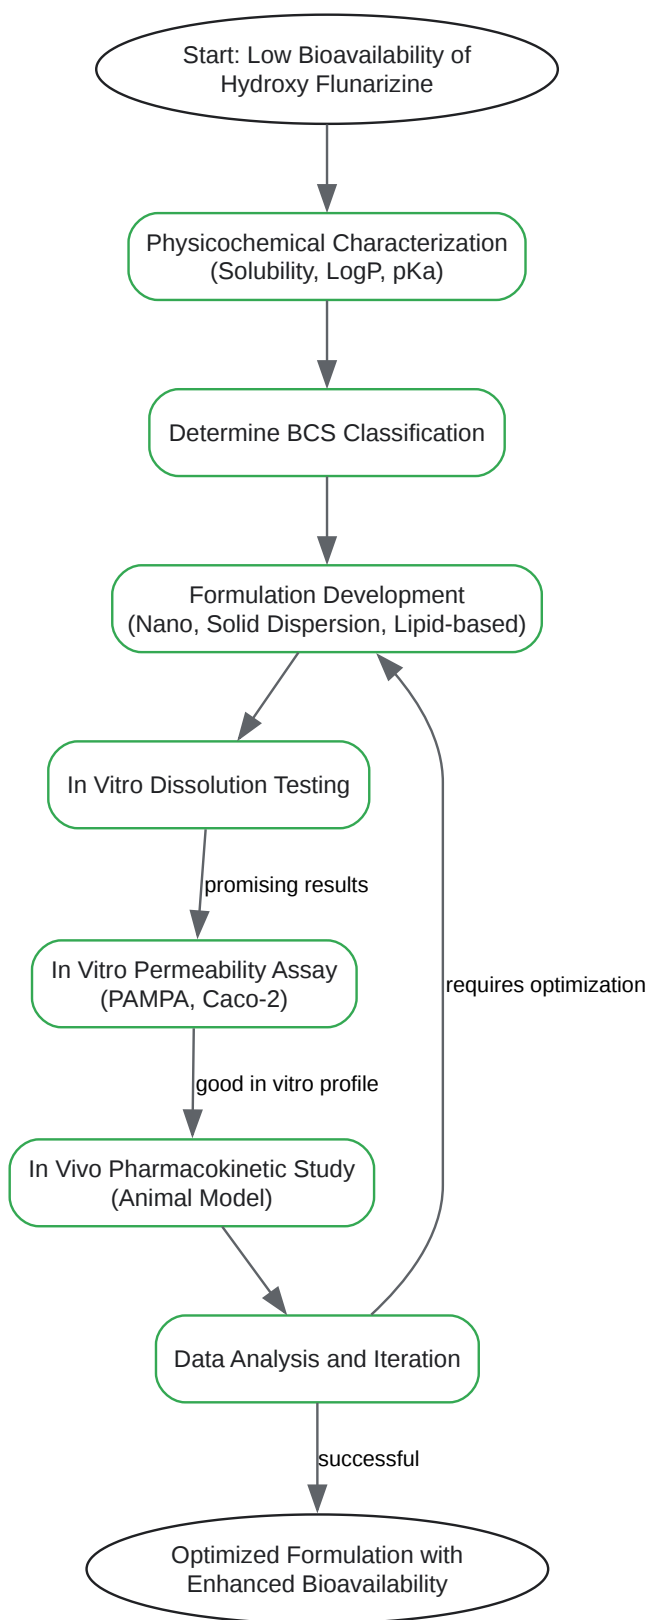 Start: Low Bioavailability of
Hydroxy Flunarizine
Physicochemical Characterization
(Solubility, LogP, pKa)
Determine BCS Classification
Formulation Development
(Nano, Solid Dispersion, Lipid-based)
In Vitro Dissolution Testing
promising results
In Vitro Permeability Assay
(PAMPA, Caco-2)
requires optimization
good in vitro profile
In Vivo Pharmacokinetic Study
(Animal Model)
Data Analysis and Iteration
successful
Optimized Formulation with
Enhanced Bioavailability